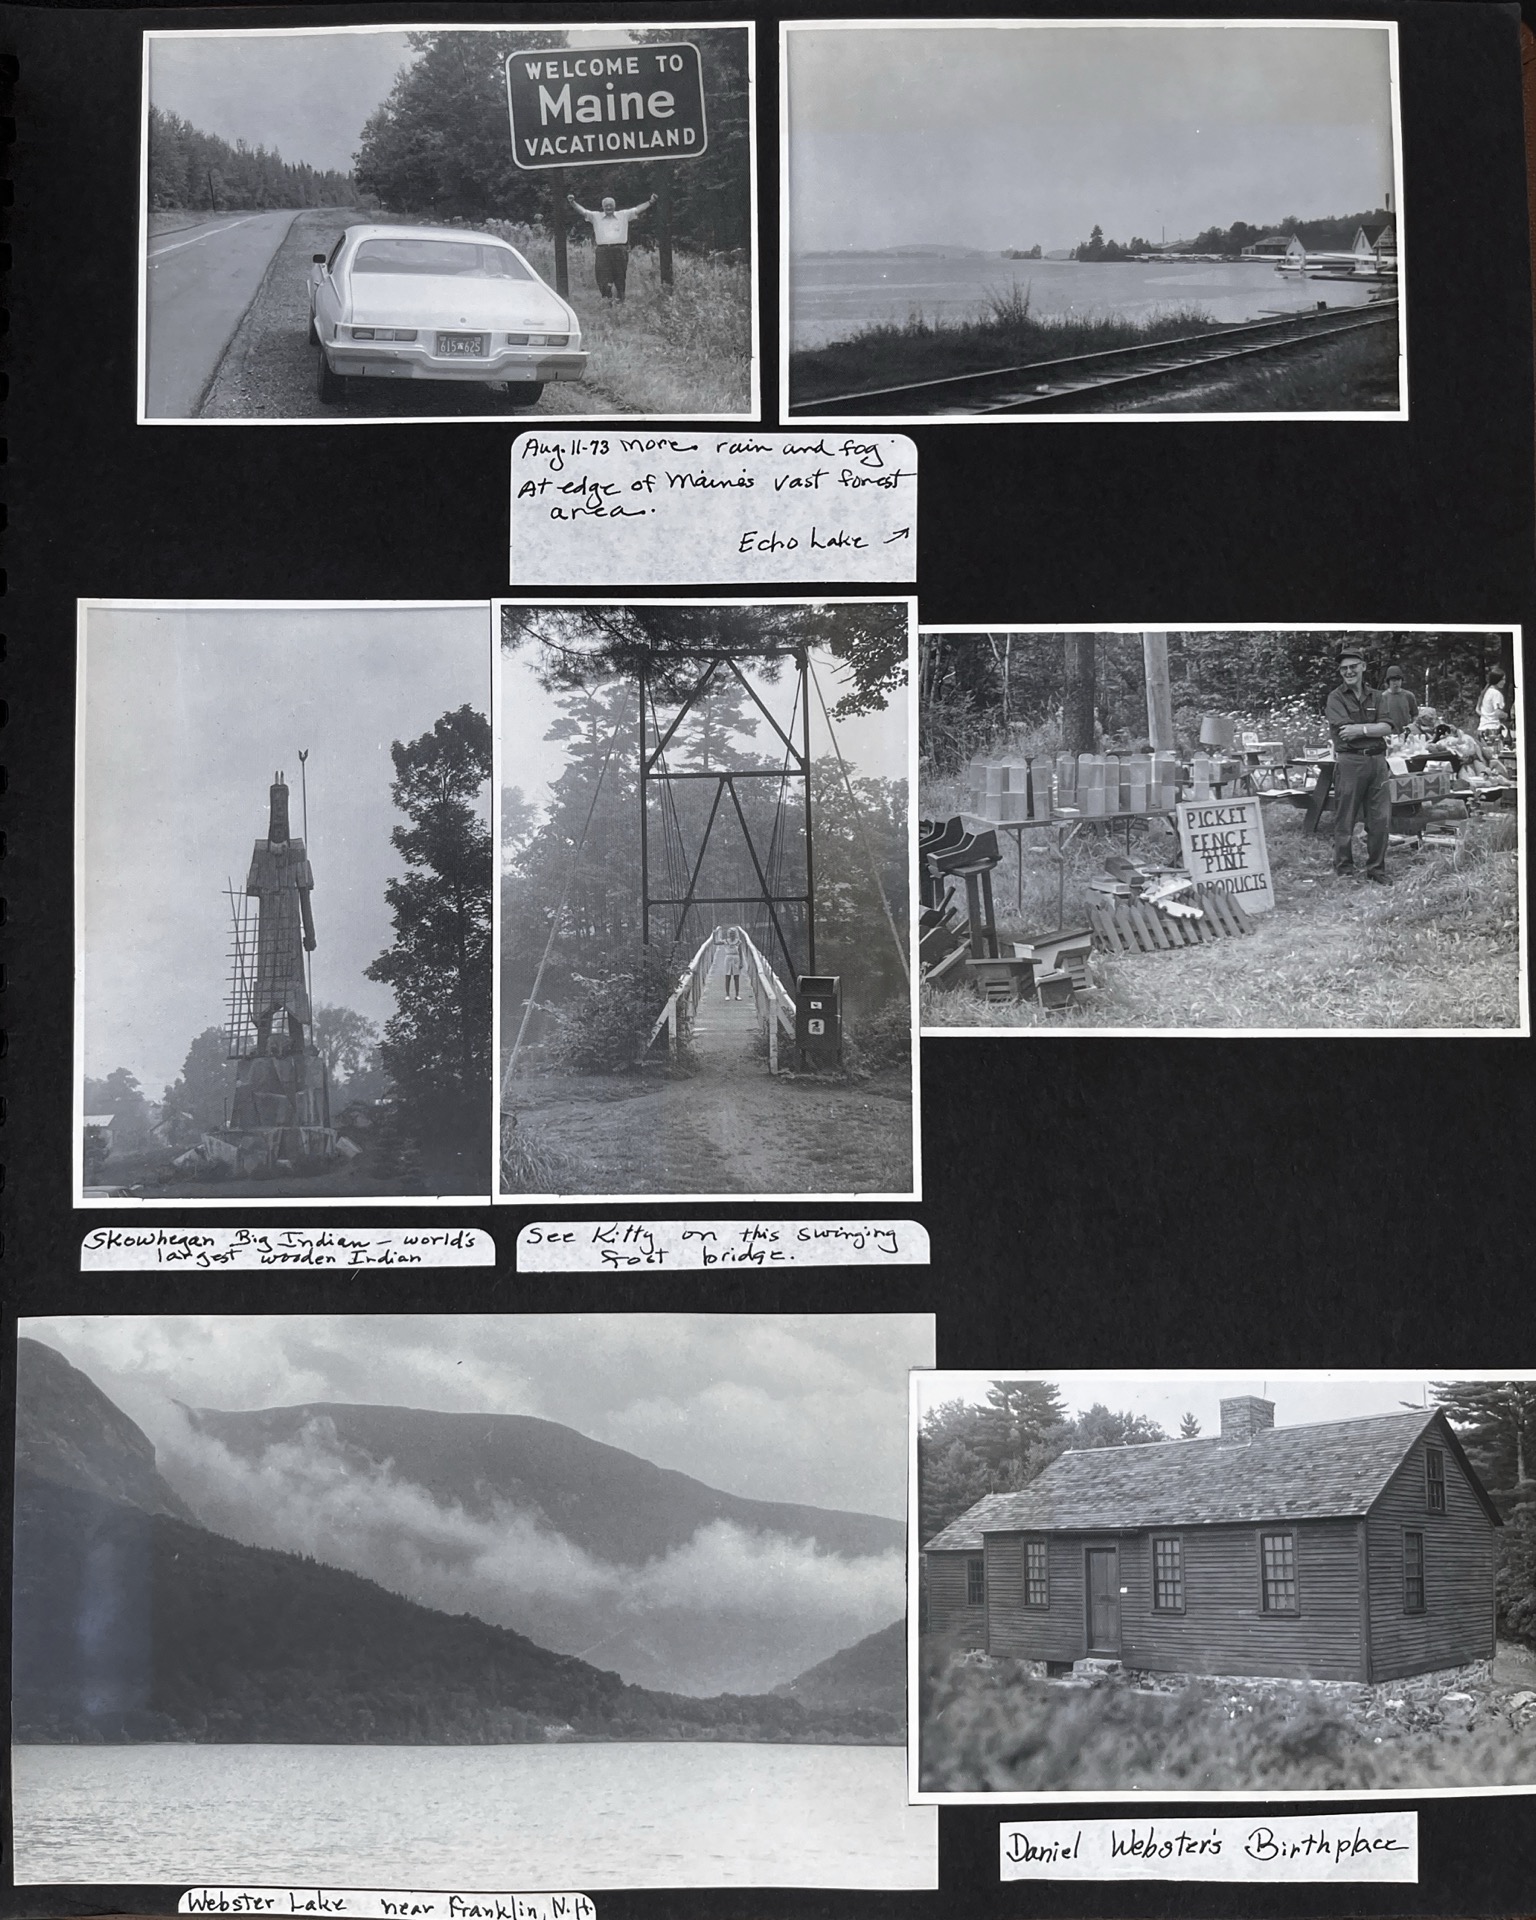 WELCOME TO
Maine
VACATIONLAND
615 625
Aug. 11-73 More rain and fog
At edge of Maine's vast forest
area.
Echo Lake ↗
PICKET
FENCE
PINE
PRODUCTS
Skowhegan Big Indian – world's
largest wooden Indian
See Kitty on this swinging
foot bridge.
Daniel Webster's Birthplace
Webster Lake near Franklin, N.H.